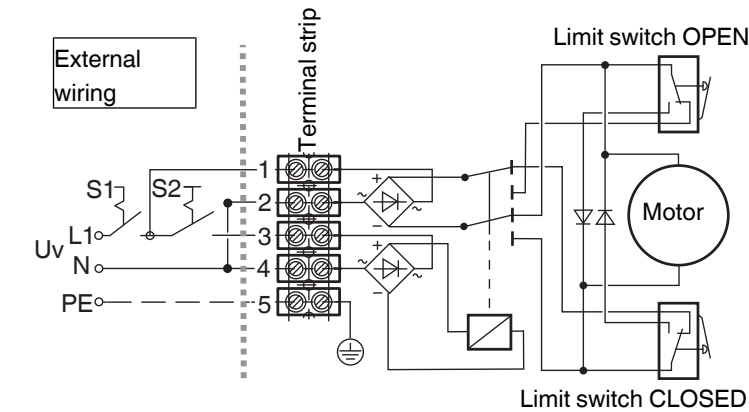 Limit switch OPEN
External
wiring
Terminal strip
1
S1
S2
+
~
~
2
−
Motor
L1
3
Uv
+
N
4
~
~
PE
5
−
Limit switch CLOSED